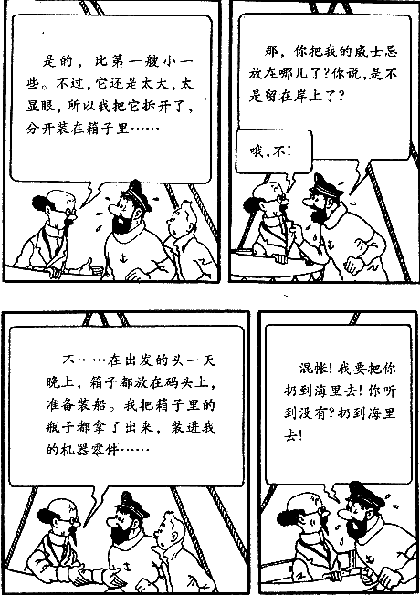 是的，比第一艘小一
些。不过，它还是太大，太
显眼，所以我把它拆开了，
分开装在箱子里……
那，你把我的威士忌
放在哪儿了？你说，是不
是留在岸上了？
哦，不！
不……在出发的头一天
晚上，箱子都放在码头上，
准备装船。我把箱子里的
瓶子都拿了出来，装进我
的机器零件……
混账！我要把你
扔到海里去！你听
到没有？扔到海里
去！